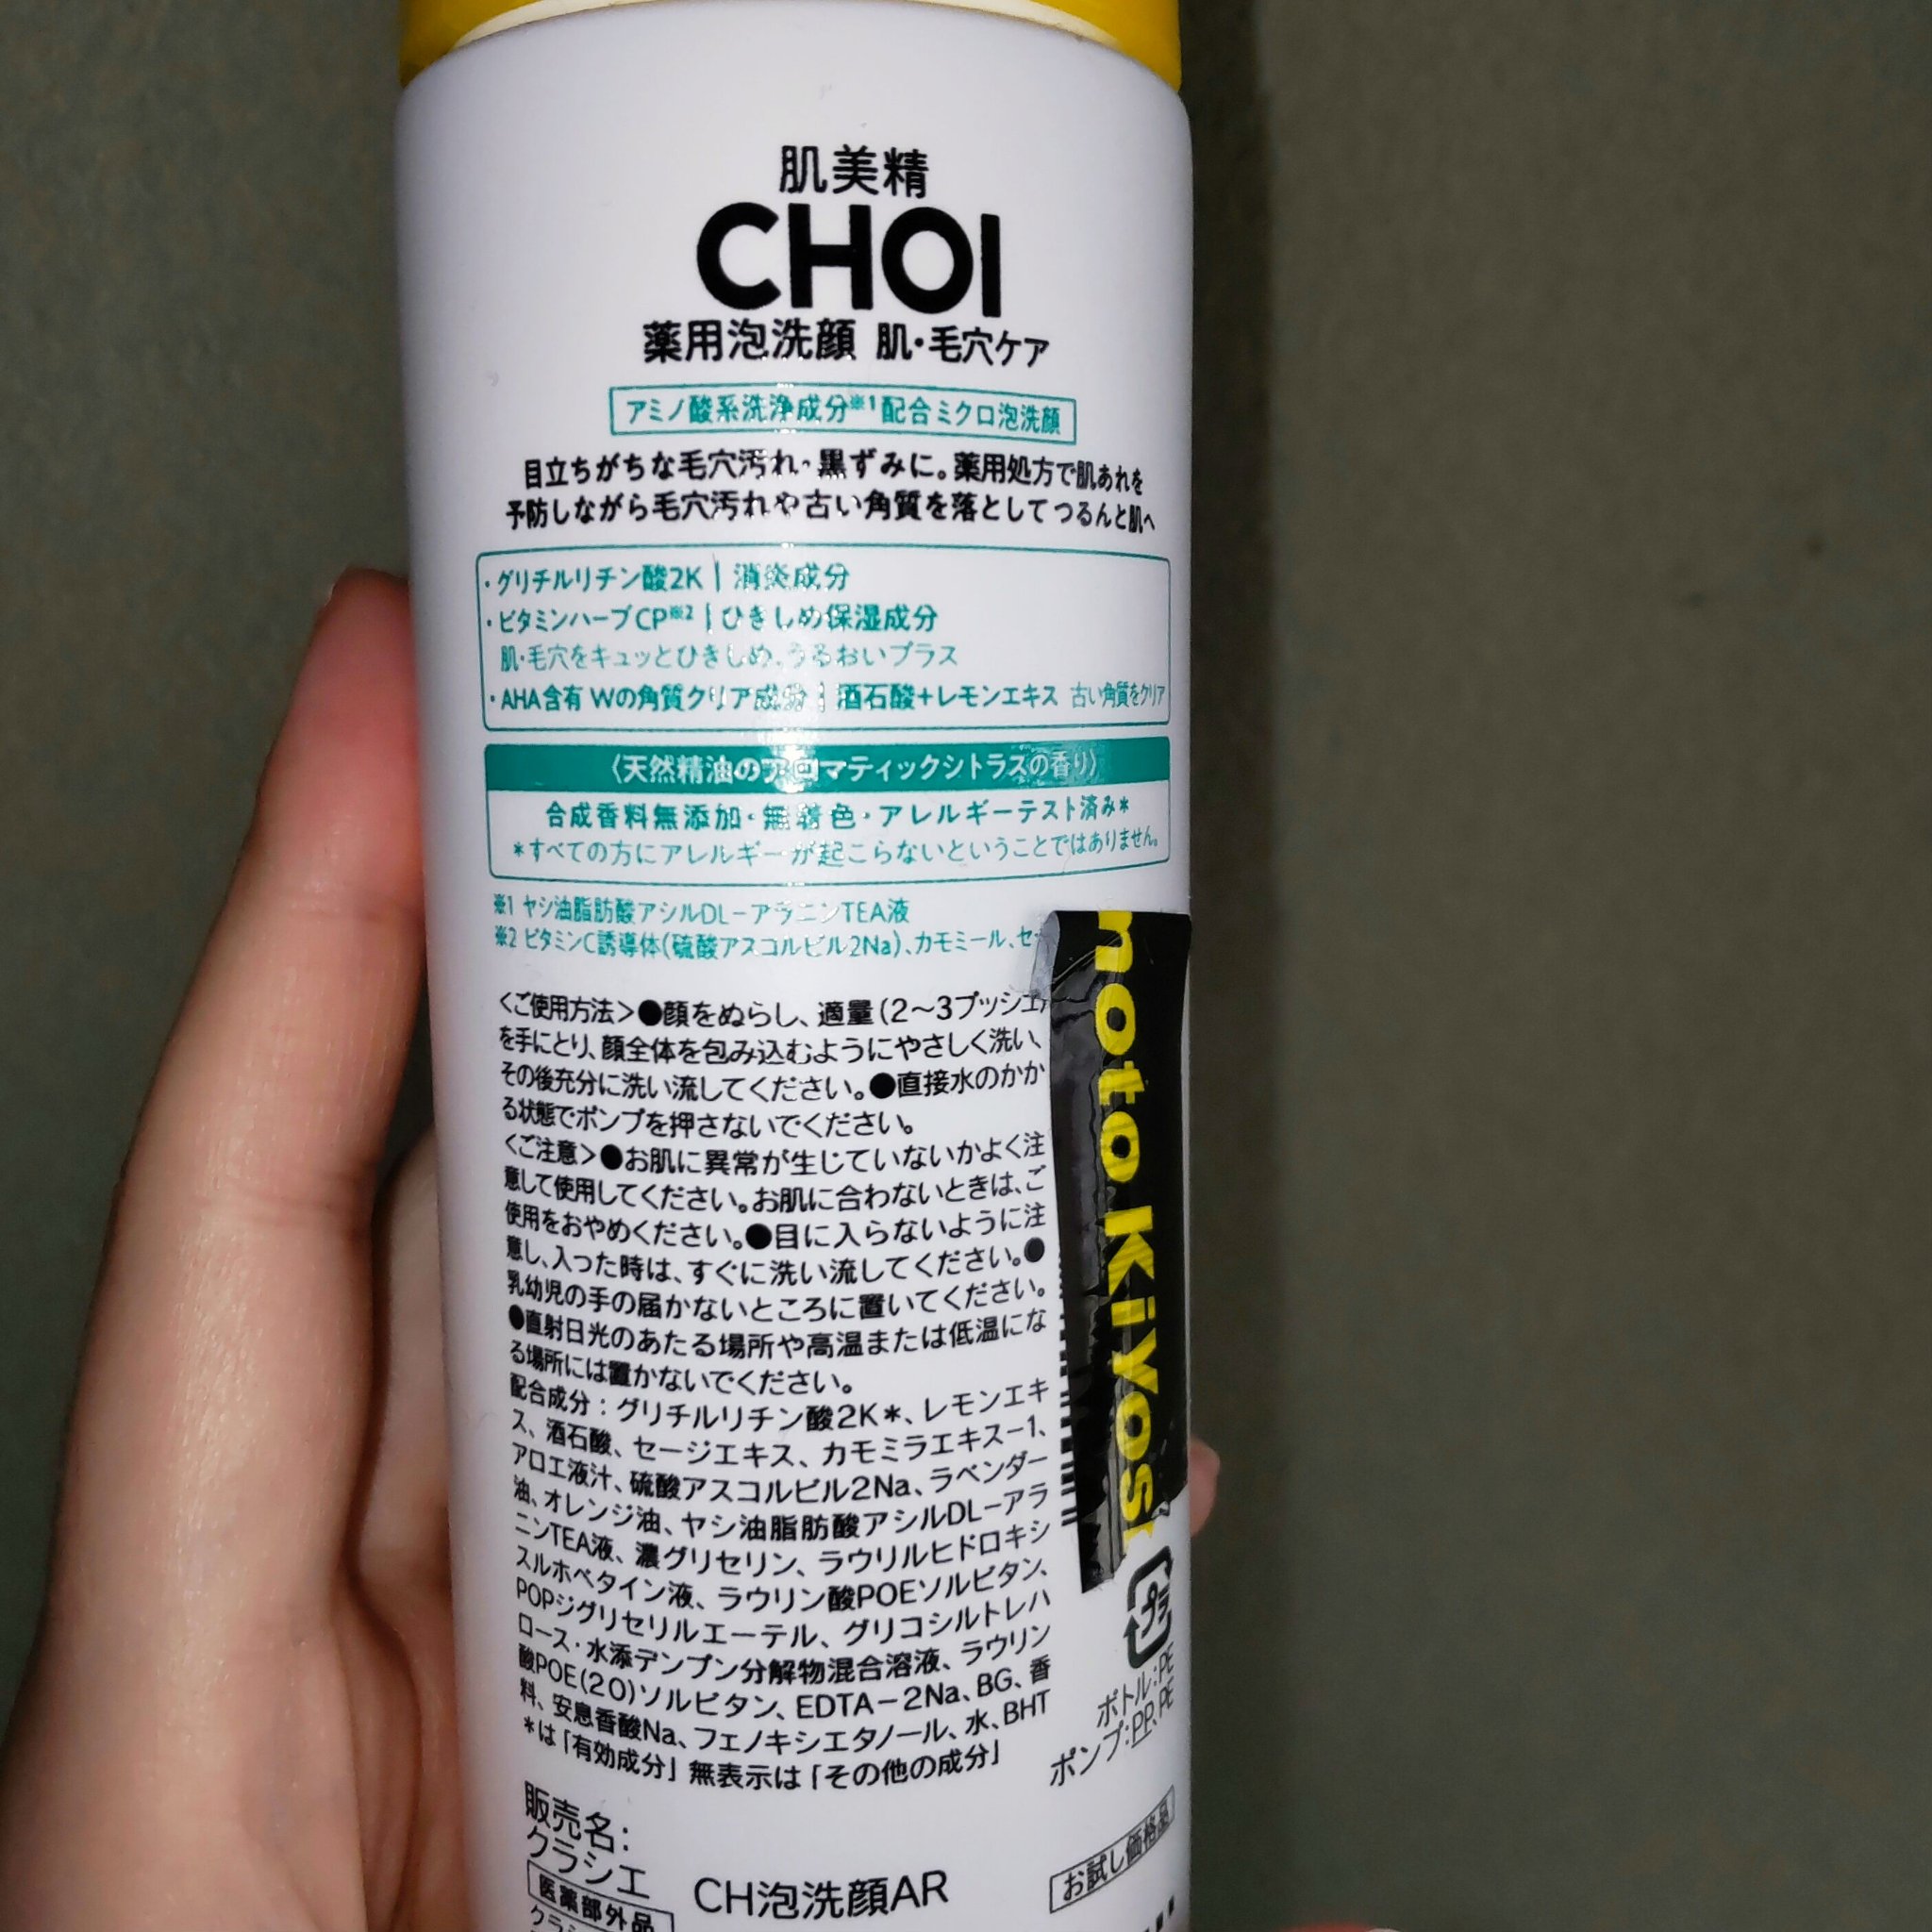 肌美精
CHOI
薬用泡洗顔 肌・毛穴ケア
アミノ酸系洗浄成分※1配合ミクロ泡洗顔
目立ちがちな毛穴汚れ・黒ずみに。薬用処方で肌あれを
予防しながら毛穴汚れや古い角質を落としてつるんと肌へ
・グリチルリチン酸2K｜消炎成分
・ビタミンハーブCP※2｜ひきしめ保湿成分
肌・毛穴をキュッとひきしめ、うるおいプラス
・AHA含有 Wの角質クリア成分｜酒石酸+レモンエキス 古い角質をクリア
〈天然精油のアロマティックシトラスの香り〉
合成香料無添加・無着色・アレルギーテスト済み*
*すべての方にアレルギーが起こらないということではありません。
※1 ヤシ油脂肪酸アシルDL-アラニンTEA液
※2 ビタミンC誘導体(硫酸アスコルビル2Na)、カモミール、セ
<ご使用方法>●顔をぬらし、適量(2〜3プッシュ)
を手にとり、顔全体を包み込むようにやさしく洗い、
その後充分に洗い流してください。●直接水のかか
る状態でポンプを押さないでください。
<ご注意>●お肌に異常が生じていないかよく注
意して使用してください。お肌に合わないときは、ご
使用をおやめください。●目に入らないように注
意し、入った時は、すぐに洗い流してください。●
乳幼児の手の届かないところに置いてください。
●直射日光のあたる場所や高温または低温にな
る場所には置かないでください。
配合成分：グリチルリチン酸2K*、レモンエキ
ス、酒石酸、セージエキス、カモミラエキス-1、
アロエ液汁、硫酸アスコルビル2Na、ラベンダー
油、オレンジ油、ヤシ油脂肪酸アシルDL-アラ
ニンTEA液、濃グリセリン、ラウリルヒドロキシ
スルホベタイン液、ラウリン酸POEソルビタン、
POPジグリセリルエーテル、グリコシルトレハ
ロース・水添デンプン分解物混合溶液、ラウリン
酸POE(20)ソルビタン、EDTA-2Na、BG、香
料、安息香酸Na、フェノキシエタノール、水、BHT
*は「有効成分」無表示は「その他の成分」
moto Kiyos
プラ
ボトル:PE
ポンプ:PP、PE
お試し価格品
販売名:
クラシエ
CH泡洗顔AR
医薬部外品